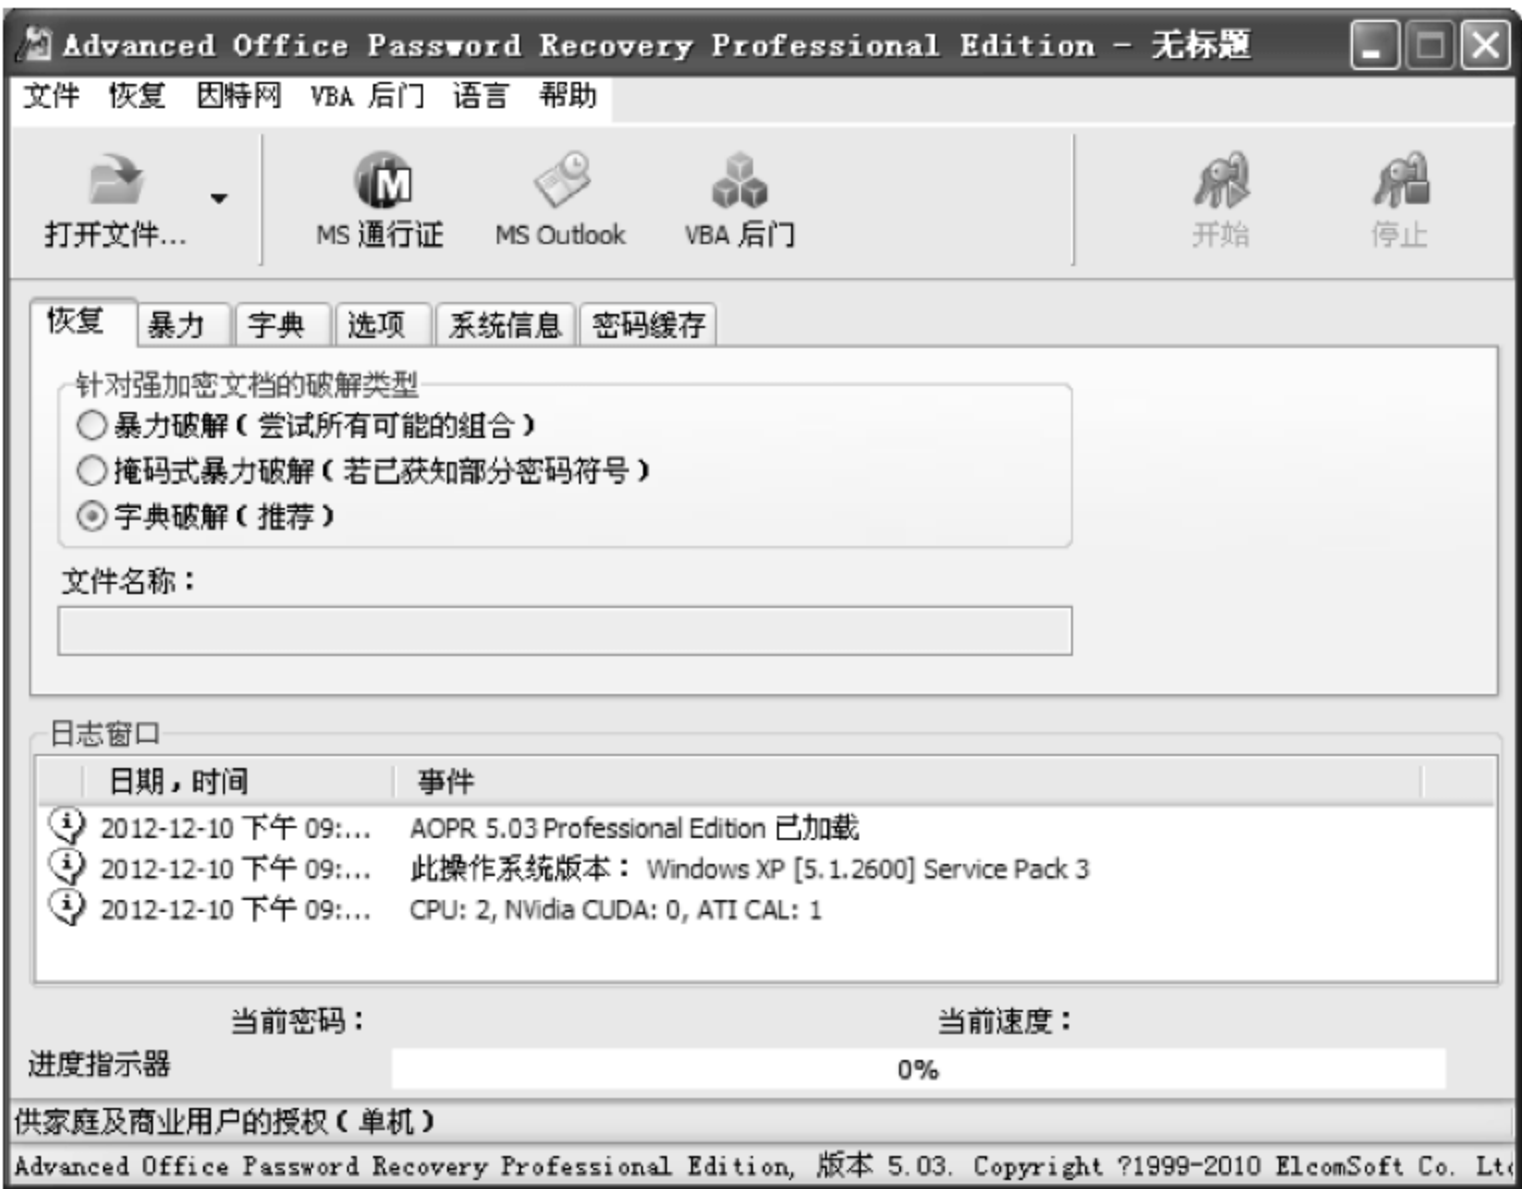 Advanced Office Password Recovery Professional Edition - 无标题
文件 恢复 因特网 VBA 后门 语言 帮助
打开文件... MS 通行证 MS Outlook VBA 后门 开始 停止
恢复 暴力 字典 选项 系统信息 密码缓存
针对强加密文档的破解类型
暴力破解(尝试所有可能的组合)
掩码式暴力破解(若已获知部分密码符号)
字典破解(推荐)
文件名称:
日志窗口
日期,时间 事件
2012-12-10 下午 09:... AOPR 5.03 Professional Edition 已加载
2012-12-10 下午 09:... 此操作系统版本: Windows XP [5.1.2600] Service Pack 3
2012-12-10 下午 09:... CPU: 2, NVidia CUDA: 0, ATI CAL: 1
当前密码: 当前速度:
进度指示器 0%
供家庭及商业用户的授权(单机)
Advanced Office Password Recovery Professional Edition, 版本 5.03. Copyright ?1999-2010 ElcomSoft Co.